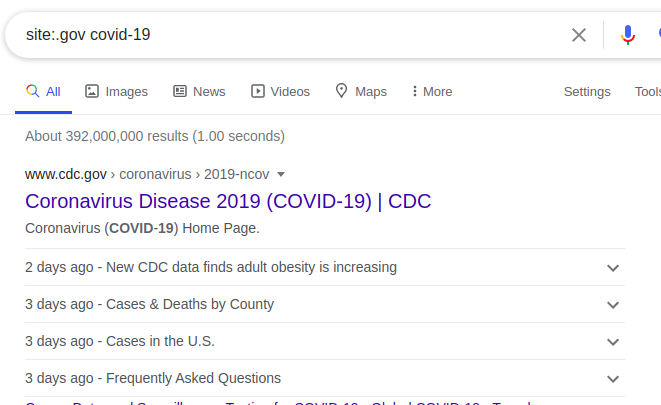 site:.gov covid-19
All Images News Videos Maps More Settings Tools
About 392,000,000 results (1.00 seconds)
www.cdc.gov › coronavirus › 2019-ncov
Coronavirus Disease 2019 (COVID-19) | CDC
Coronavirus (COVID-19) Home Page.
2 days ago - New CDC data finds adult obesity is increasing
3 days ago - Cases & Deaths by County
3 days ago - Cases in the U.S.
3 days ago - Frequently Asked Questions